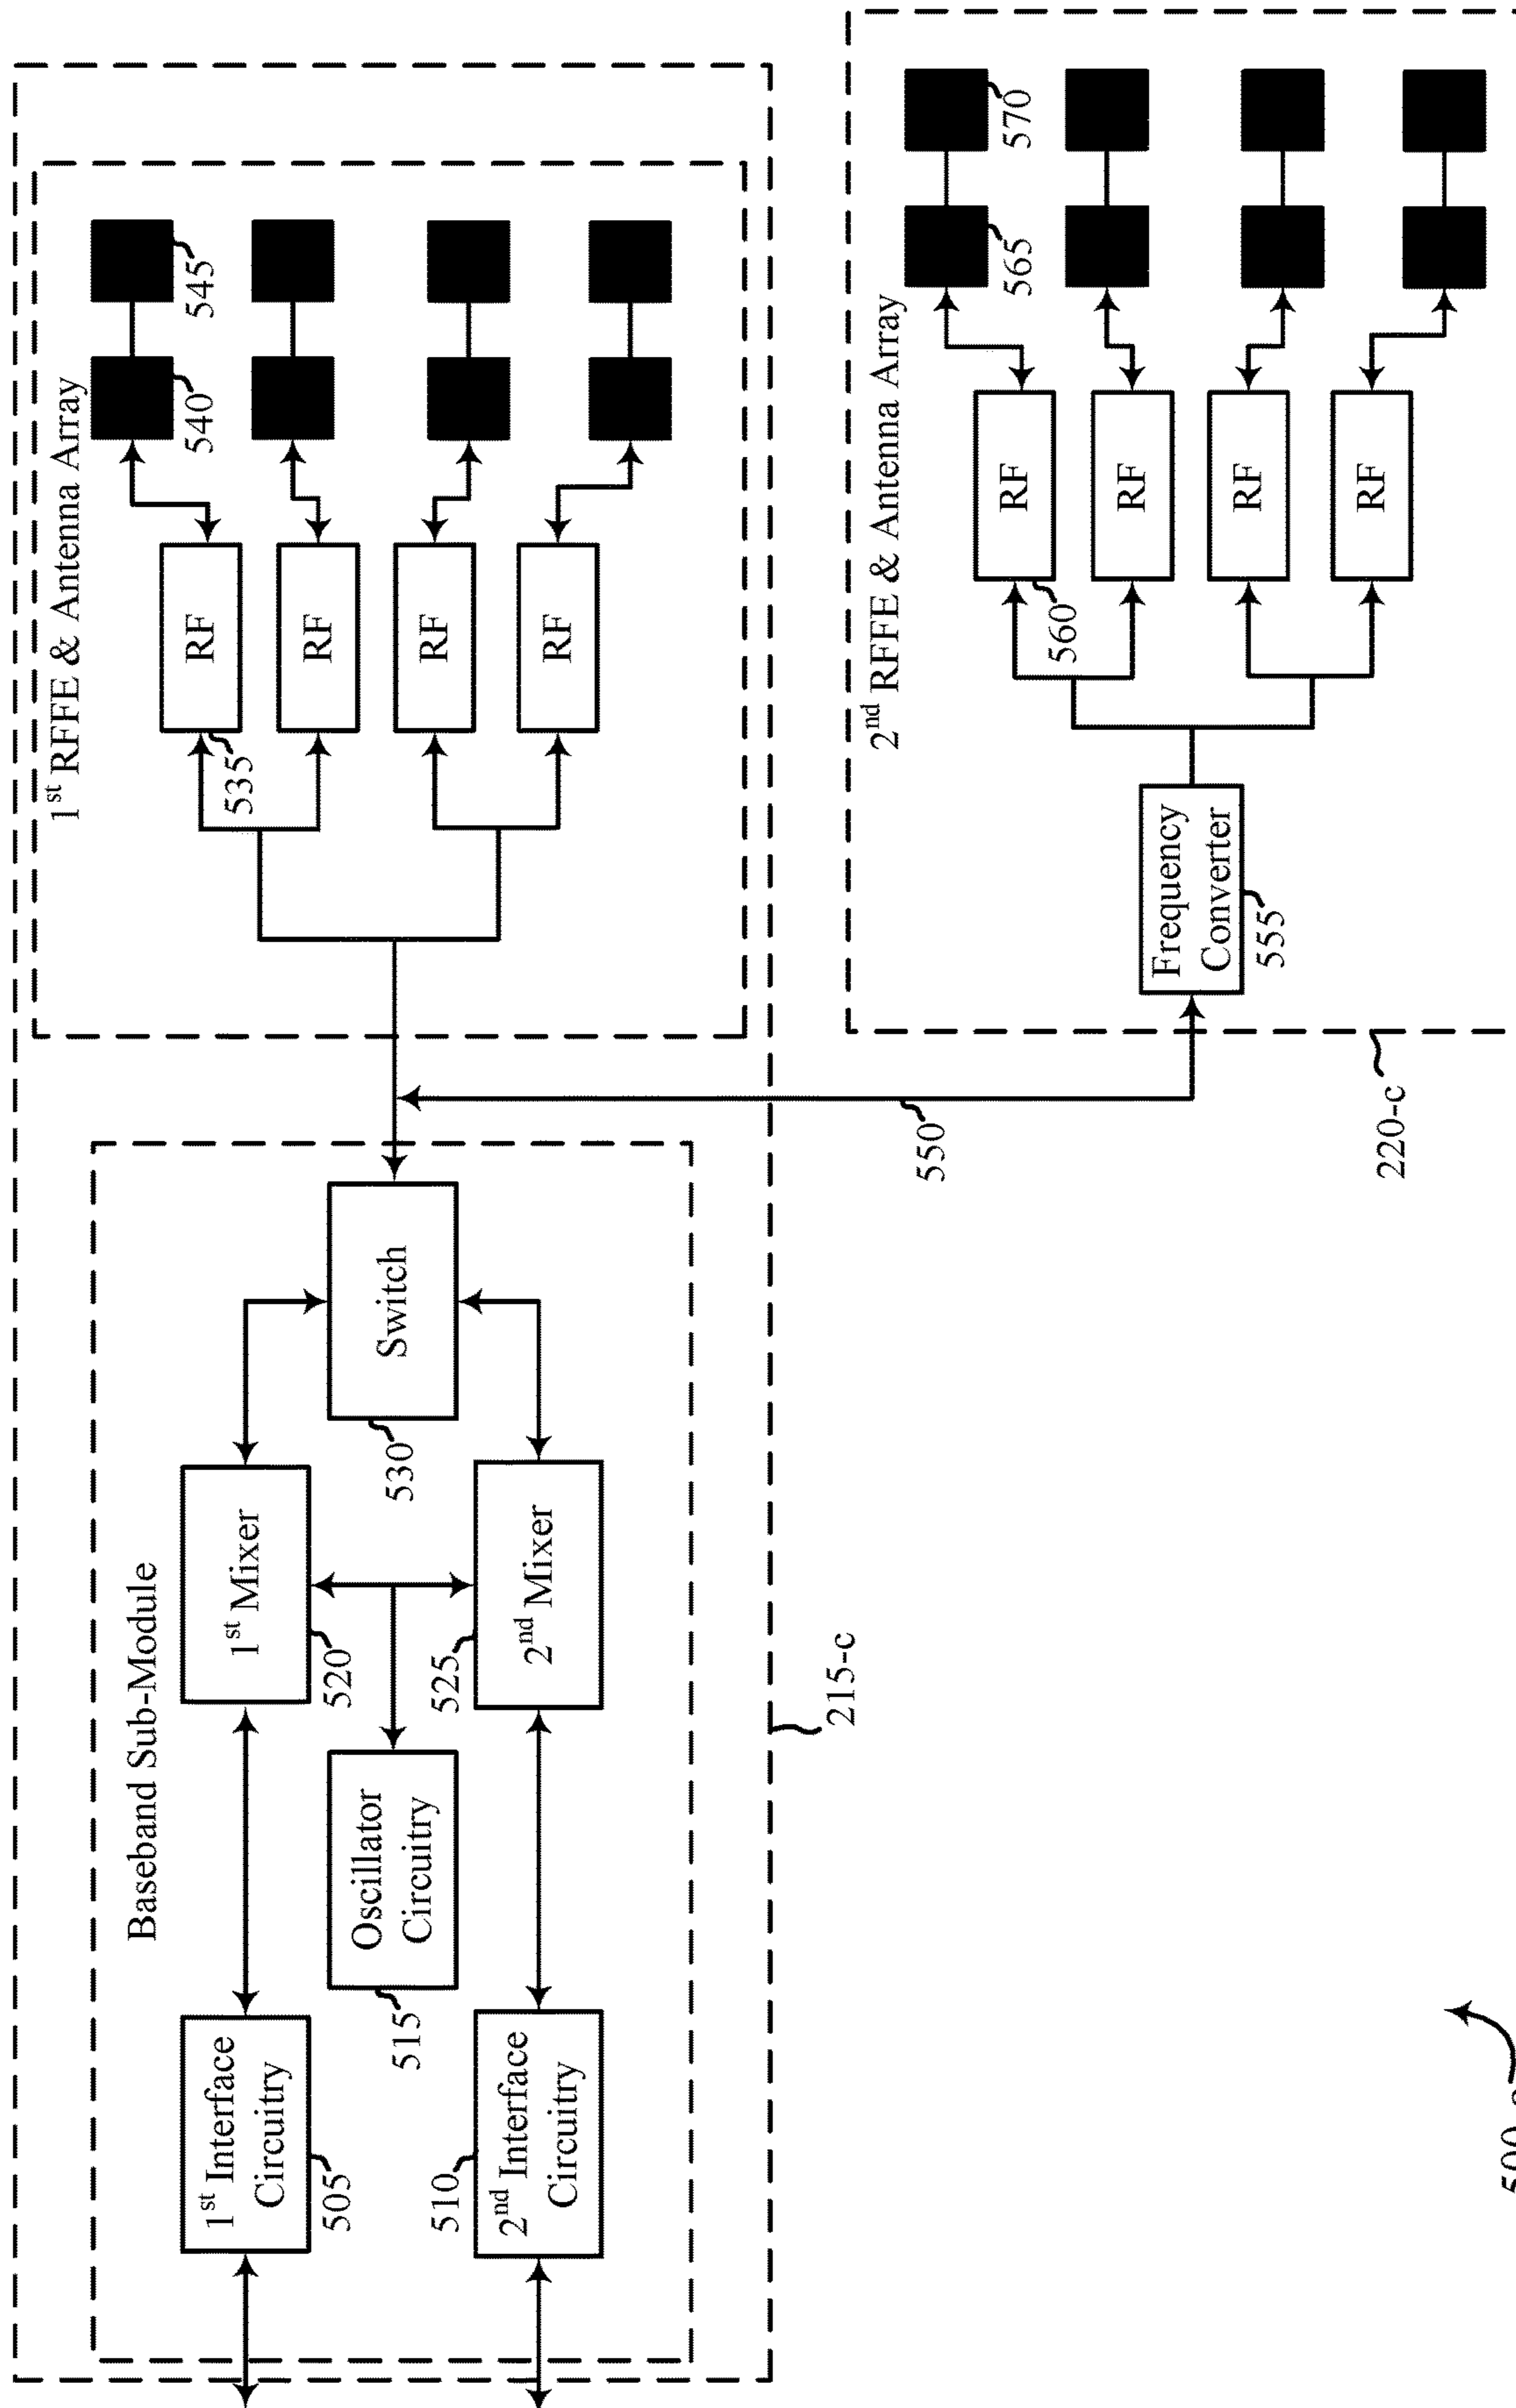 Baseband Sub-Module
1st Interface
Circuitry
505
1st Mixer
520
Oscillator
Circuitry
515
Switch
530
510
2nd Interface
Circuitry
525
2nd Mixer
215-c
1st RFFE & Antenna Array
RF
535
540
545
RF
RF
RF
550
220-c
2nd RFFE & Antenna Array
Frequency
Converter
555
RF
560
565
570
RF
RF
RF